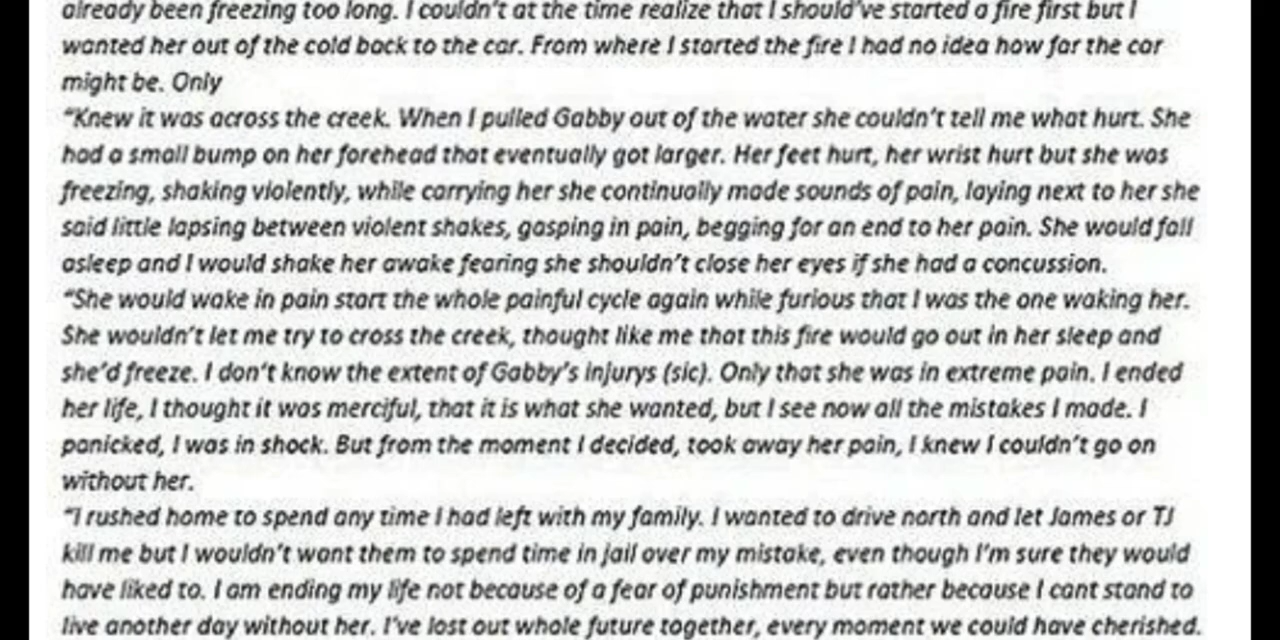 already been freezing too long. I couldn't at the time realize that I should've started a fire first but I
wanted her out of the cold back to the car. From where I started the fire I had no idea how far the car
might be. Only
"Knew it was across the creek. When I pulled Gabby out of the water she couldn't tell me what hurt. She
had a small bump on her forehead that eventually got larger. Her feet hurt, her wrist hurt but she was
freezing, shaking violently, while carrying her she continually made sounds of pain, laying next to her she
said little lapsing between violent shakes, gasping in pain, begging for an end to her pain. She would fall
asleep and I would shake her awake fearing she shouldn't close her eyes if she had a concussion.
"She would wake in pain start the whole painful cycle again while furious that I was the one waking her.
She wouldn't let me try to cross the creek, thought like me that this fire would go out in her sleep and
she'd freeze. I don't know the extent of Gabby's injurys (sic). Only that she was in extreme pain. I ended
her life, I thought it was merciful, that it is what she wanted, but I see now all the mistakes I made. I
panicked, I was in shock. But from the moment I decided, took away her pain, I knew I couldn't go on
without her.
"I rushed home to spend any time I had left with my family. I wanted to drive north and let James or TJ
kill me but I wouldn't want them to spend time in jail over my mistake, even though I'm sure they would
have liked to. I am ending my life not because of a fear of punishment but rather because I cant stand to
live another day without her. I've lost out whole future together, every moment we could have cherished.